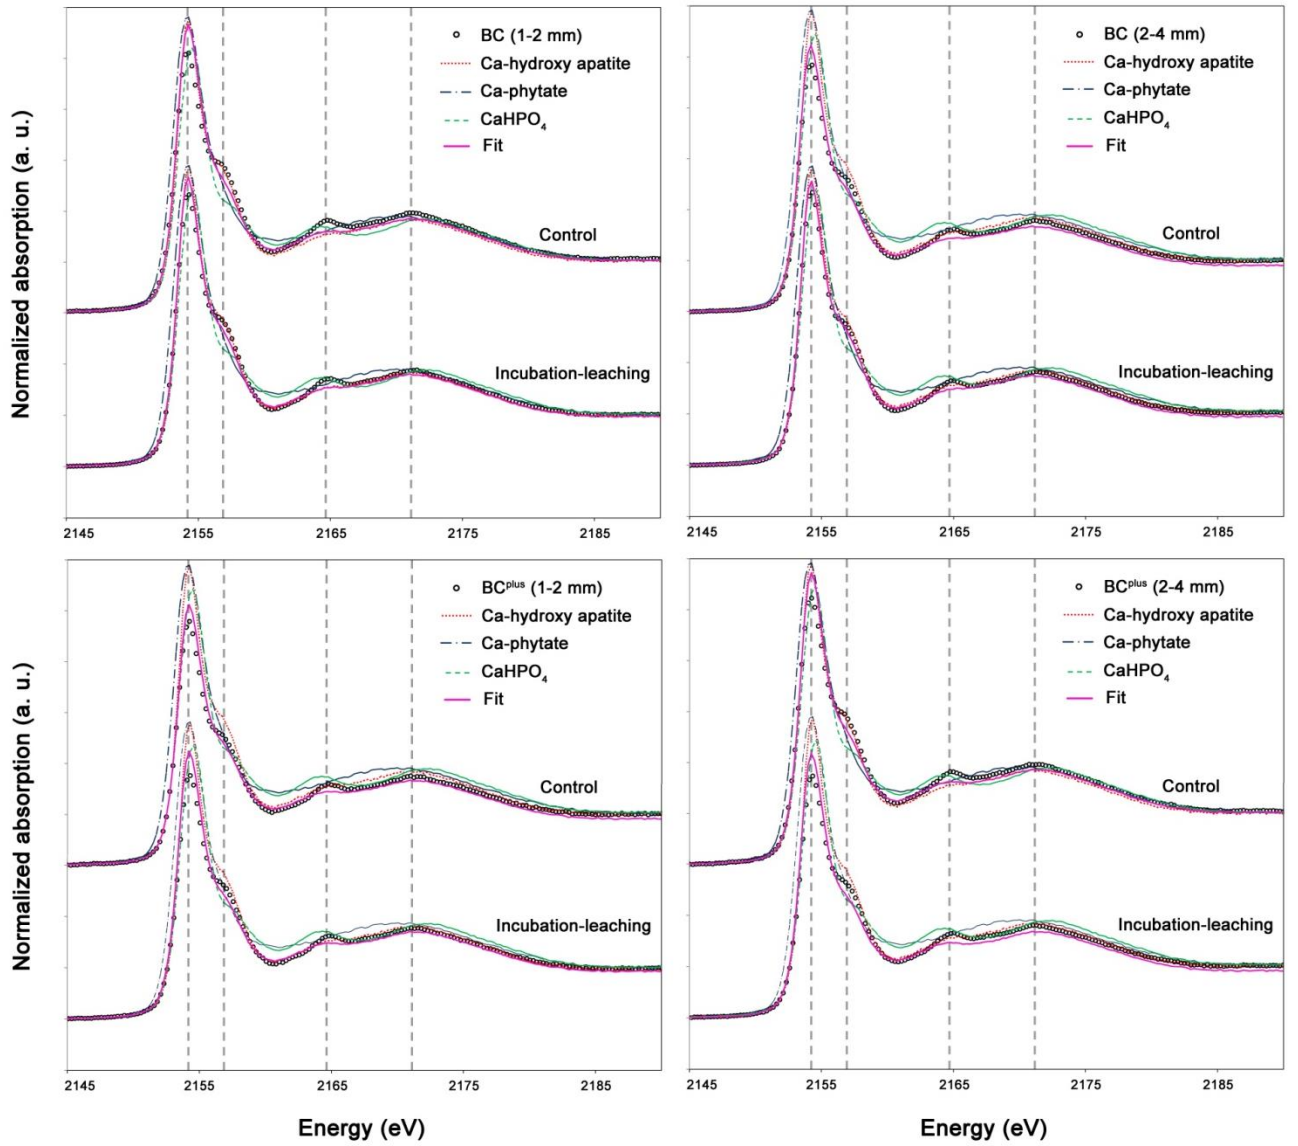 Normalized absorption (a. u.)
BC (1-2 mm)
Ca-hydroxy apatite
Ca-phytate
CaHPO4
Fit
Control
Incubation-leaching
2145 2155 2165 2175 2185
BC (2-4 mm)
Ca-hydroxy apatite
Ca-phytate
CaHPO4
Fit
Control
Incubation-leaching
2145 2155 2165 2175 2185
Normalized absorption (a. u.)
BCplus (1-2 mm)
Ca-hydroxy apatite
Ca-phytate
CaHPO4
Fit
Control
Incubation-leaching
2145 2155 2165 2175 2185
Energy (eV)
BCplus (2-4 mm)
Ca-hydroxy apatite
Ca-phytate
CaHPO4
Fit
Control
Incubation-leaching
2145 2155 2165 2175 2185
Energy (eV)